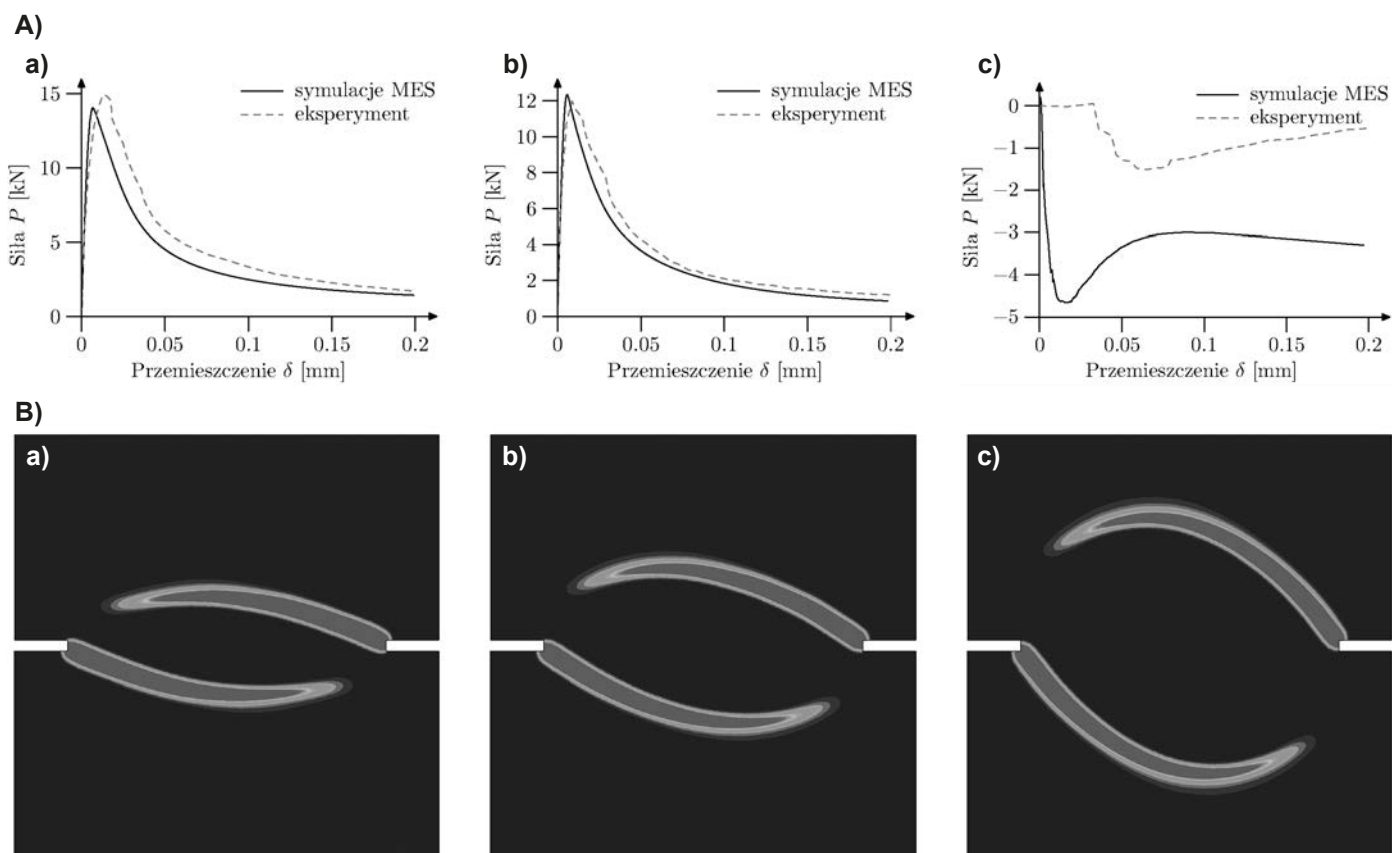 A)
a)
b)
c)
15
10
5
0
0
0.05
0.1
0.15
0.2
Siła P [kN]
Przemieszczenie δ [mm]
symulacje MES
eksperyment
12
10
8
6
4
2
0
0
0.05
0.1
0.15
0.2
Siła P [kN]
Przemieszczenie δ [mm]
symulacje MES
eksperyment
0
−1
−2
−3
−4
−5
0
0.05
0.1
0.15
0.2
Siła P [kN]
Przemieszczenie δ [mm]
symulacje MES
eksperyment
B)
a)
b)
c)